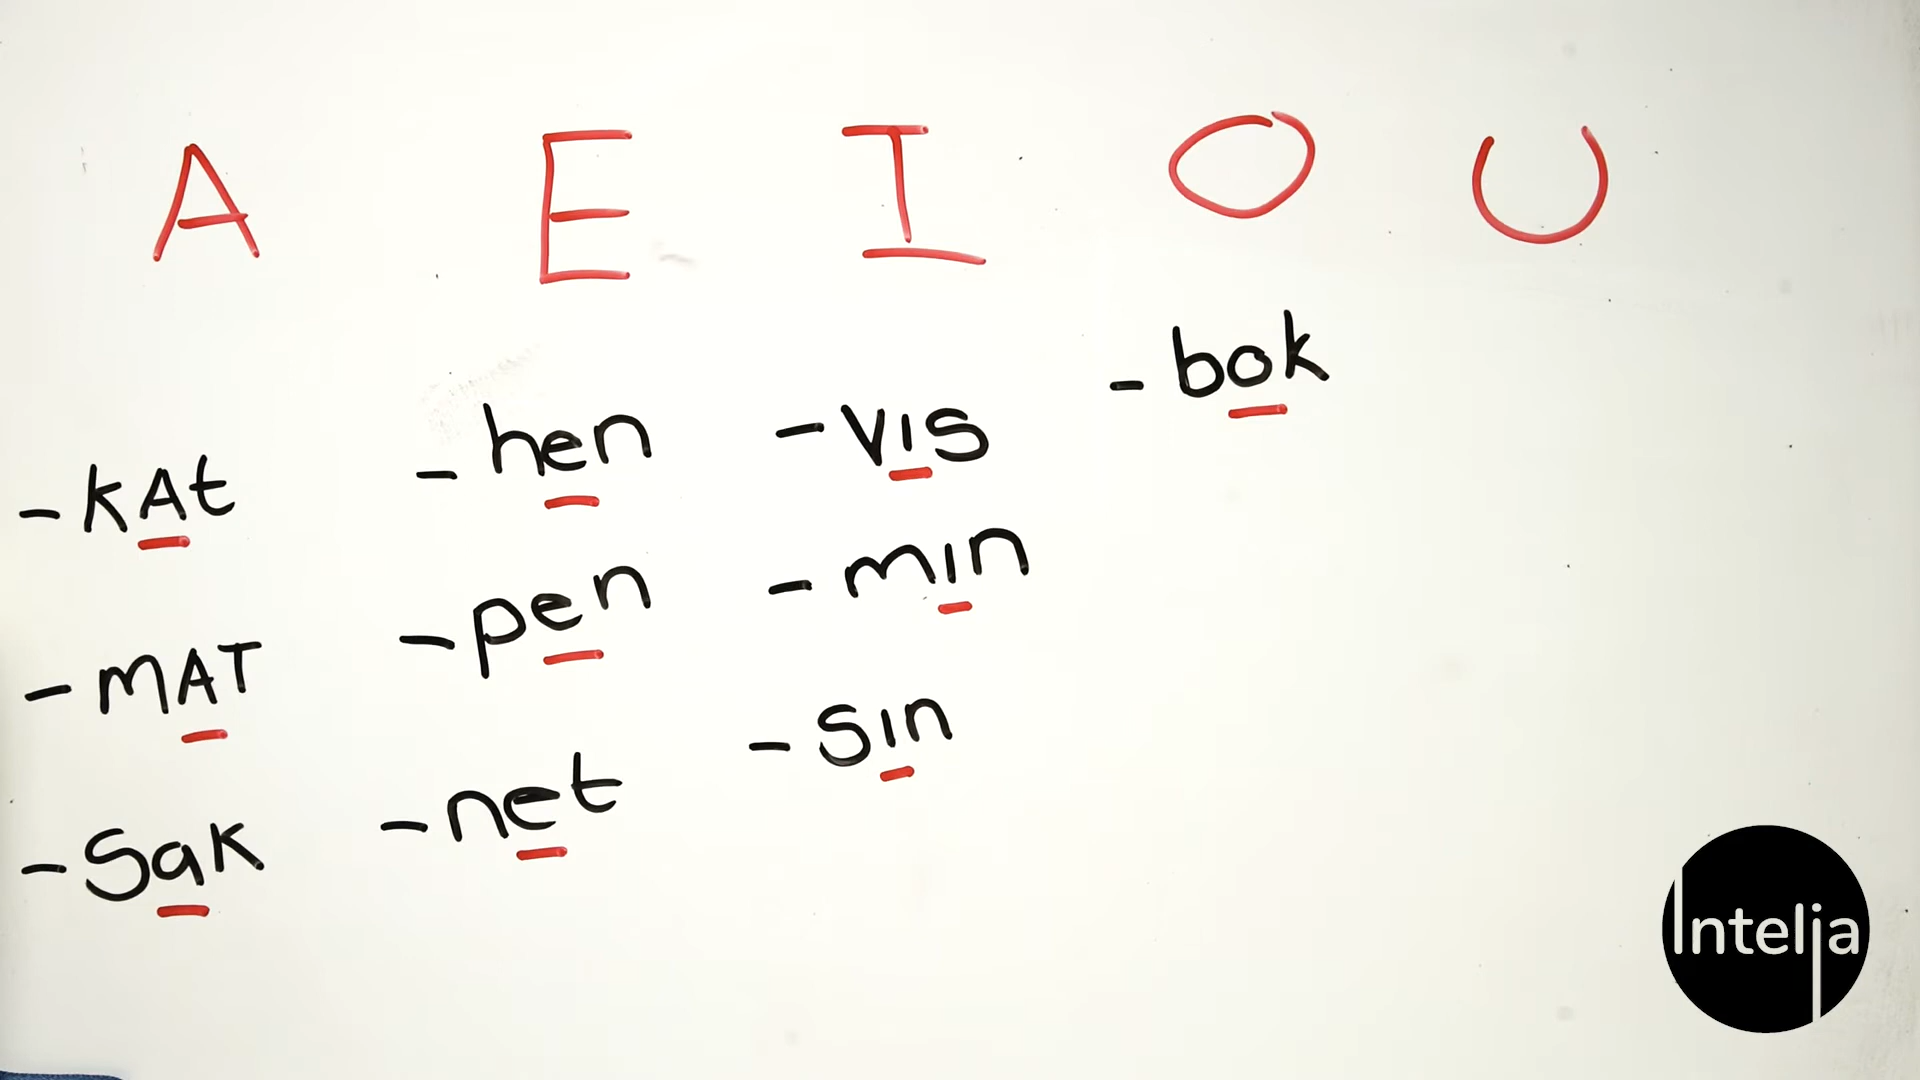 A E I O U
- kAt
- mAT
- Sak
- hen
- pen
- net
- vis
- min
- sin
- bok
Intelja